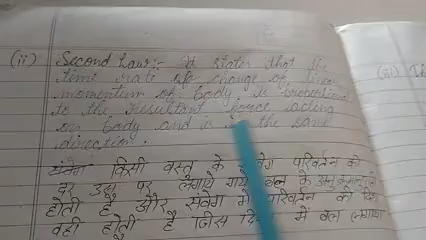 (ii) Second Law:- It states that the
time rate of change of linear
momentum of body is proportional
to the resultant force acting
on body and is in the same
direction.
(iii) Th
किसी वस्तु के वेग परिवर्तन की
दर उस पर लगाये गये बल के
होती है और संवेग में परिवर्तन की दिशा
वही होती है जिस में बल लगाया